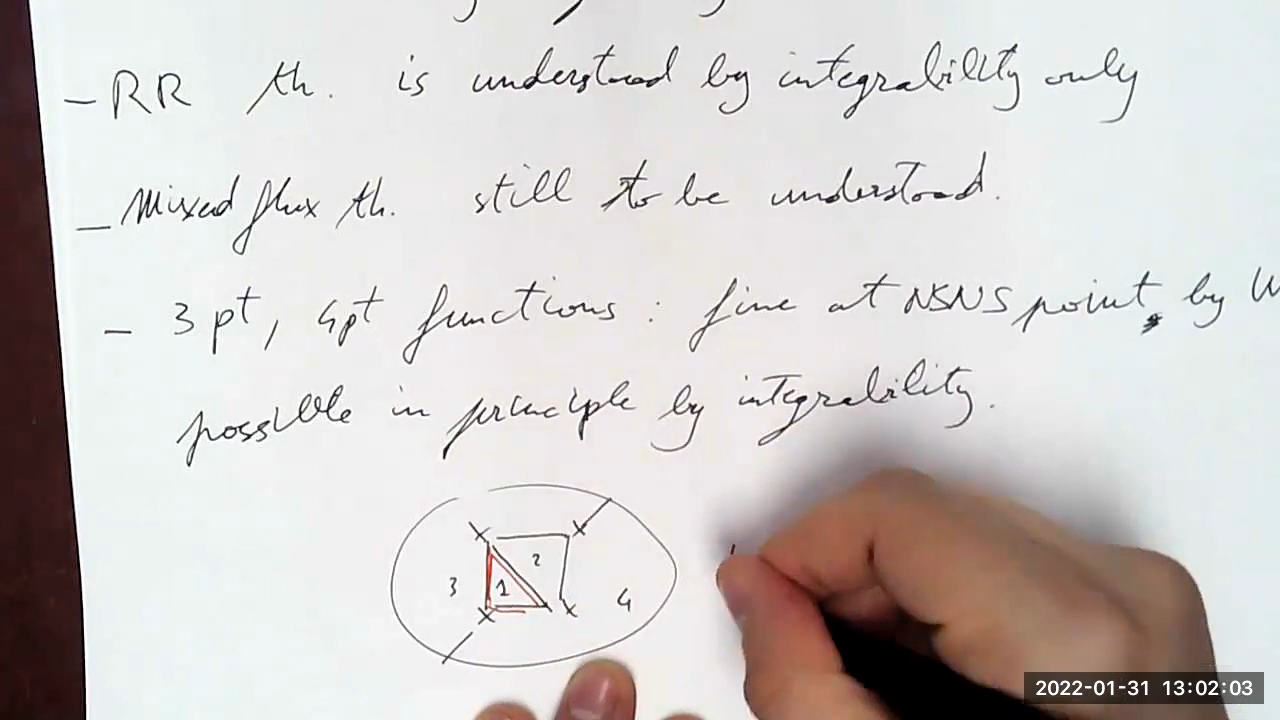 - RR th. is understood by integrability only
- Mixed flux th. still to be understood.
- 3pt, 4pt functions : fine at NSNS point, by W
possible in principle by integrability.
2
3 1 4
2022-01-31 13:02:03